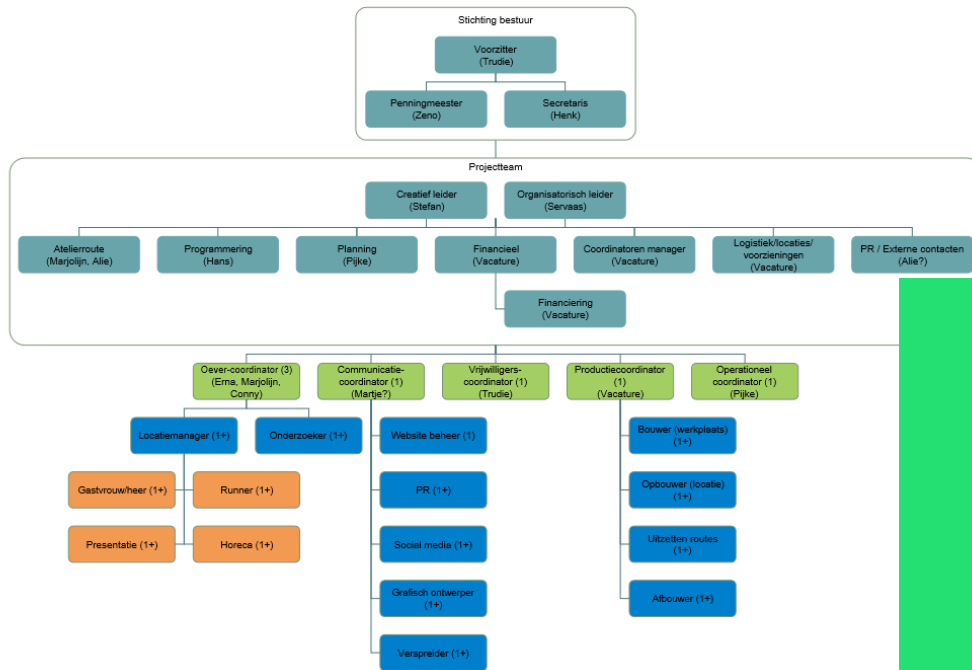 Stichting bestuur
Voorzitter
(Trudie)
Penningmeester
(Zeno)
Secretaris
(Henk)
Projectteam
Creatief leider
(Stefan)
Organisatorisch leider
(Servaas)
Atelierroute
(Marjolijn, Alie)
Programmering
(Hans)
Planning
(Pijke)
Financieel
(Vacature)
Coordinatoren manager
(Vacature)
Logistiek/locaties/
voorzieningen
(Vacature)
PR / Externe contacten
(Alie?)
Financiering
(Vacature)
Oever-coordinator (3)
(Erna, Marjolijn,
Conny)
Communicatie-
coordinator (1)
(Martje?)
Vrijwilligers-
coordinator (1)
(Trudie)
Productiecoordinator
(1)
(Vacature)
Operationeel
coordinator (1)
(Pijke)
Locatiemanager (1+)
Onderzoeker (1+)
Website beheer (1)
Bouwer (werkplaats)
(1+)
Gastvrouw/heer (1+)
Runner (1+)
PR (1+)
Opbouwer (locatie)
(1+)
Presentatie (1+)
Horeca (1+)
Social media (1+)
Uitzetten routes
(1+)
Grafisch ontwerper
(1+)
Afbouwer (1+)
Verspreider (1+)